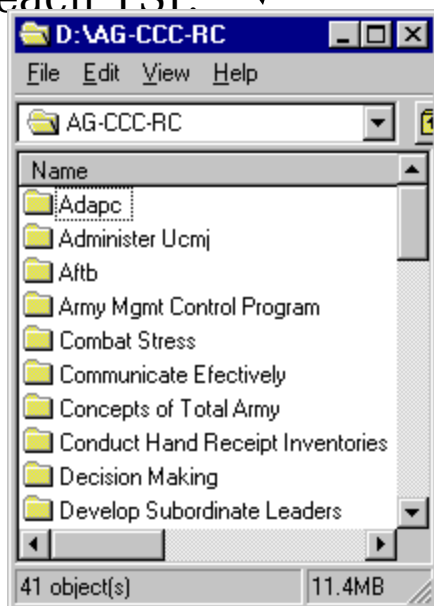 each TSP.
D:\AG-CCC-RC
File Edit View Help
AG-CCC-RC
Name
Adapc
Administer Ucmj
Aftb
Army Mgmt Control Program
Combat Stress
Communicate Efectively
Concepts of Total Army
Conduct Hand Receipt Inventories
Decision Making
Develop Subordinate Leaders
41 object(s) 11.4MB